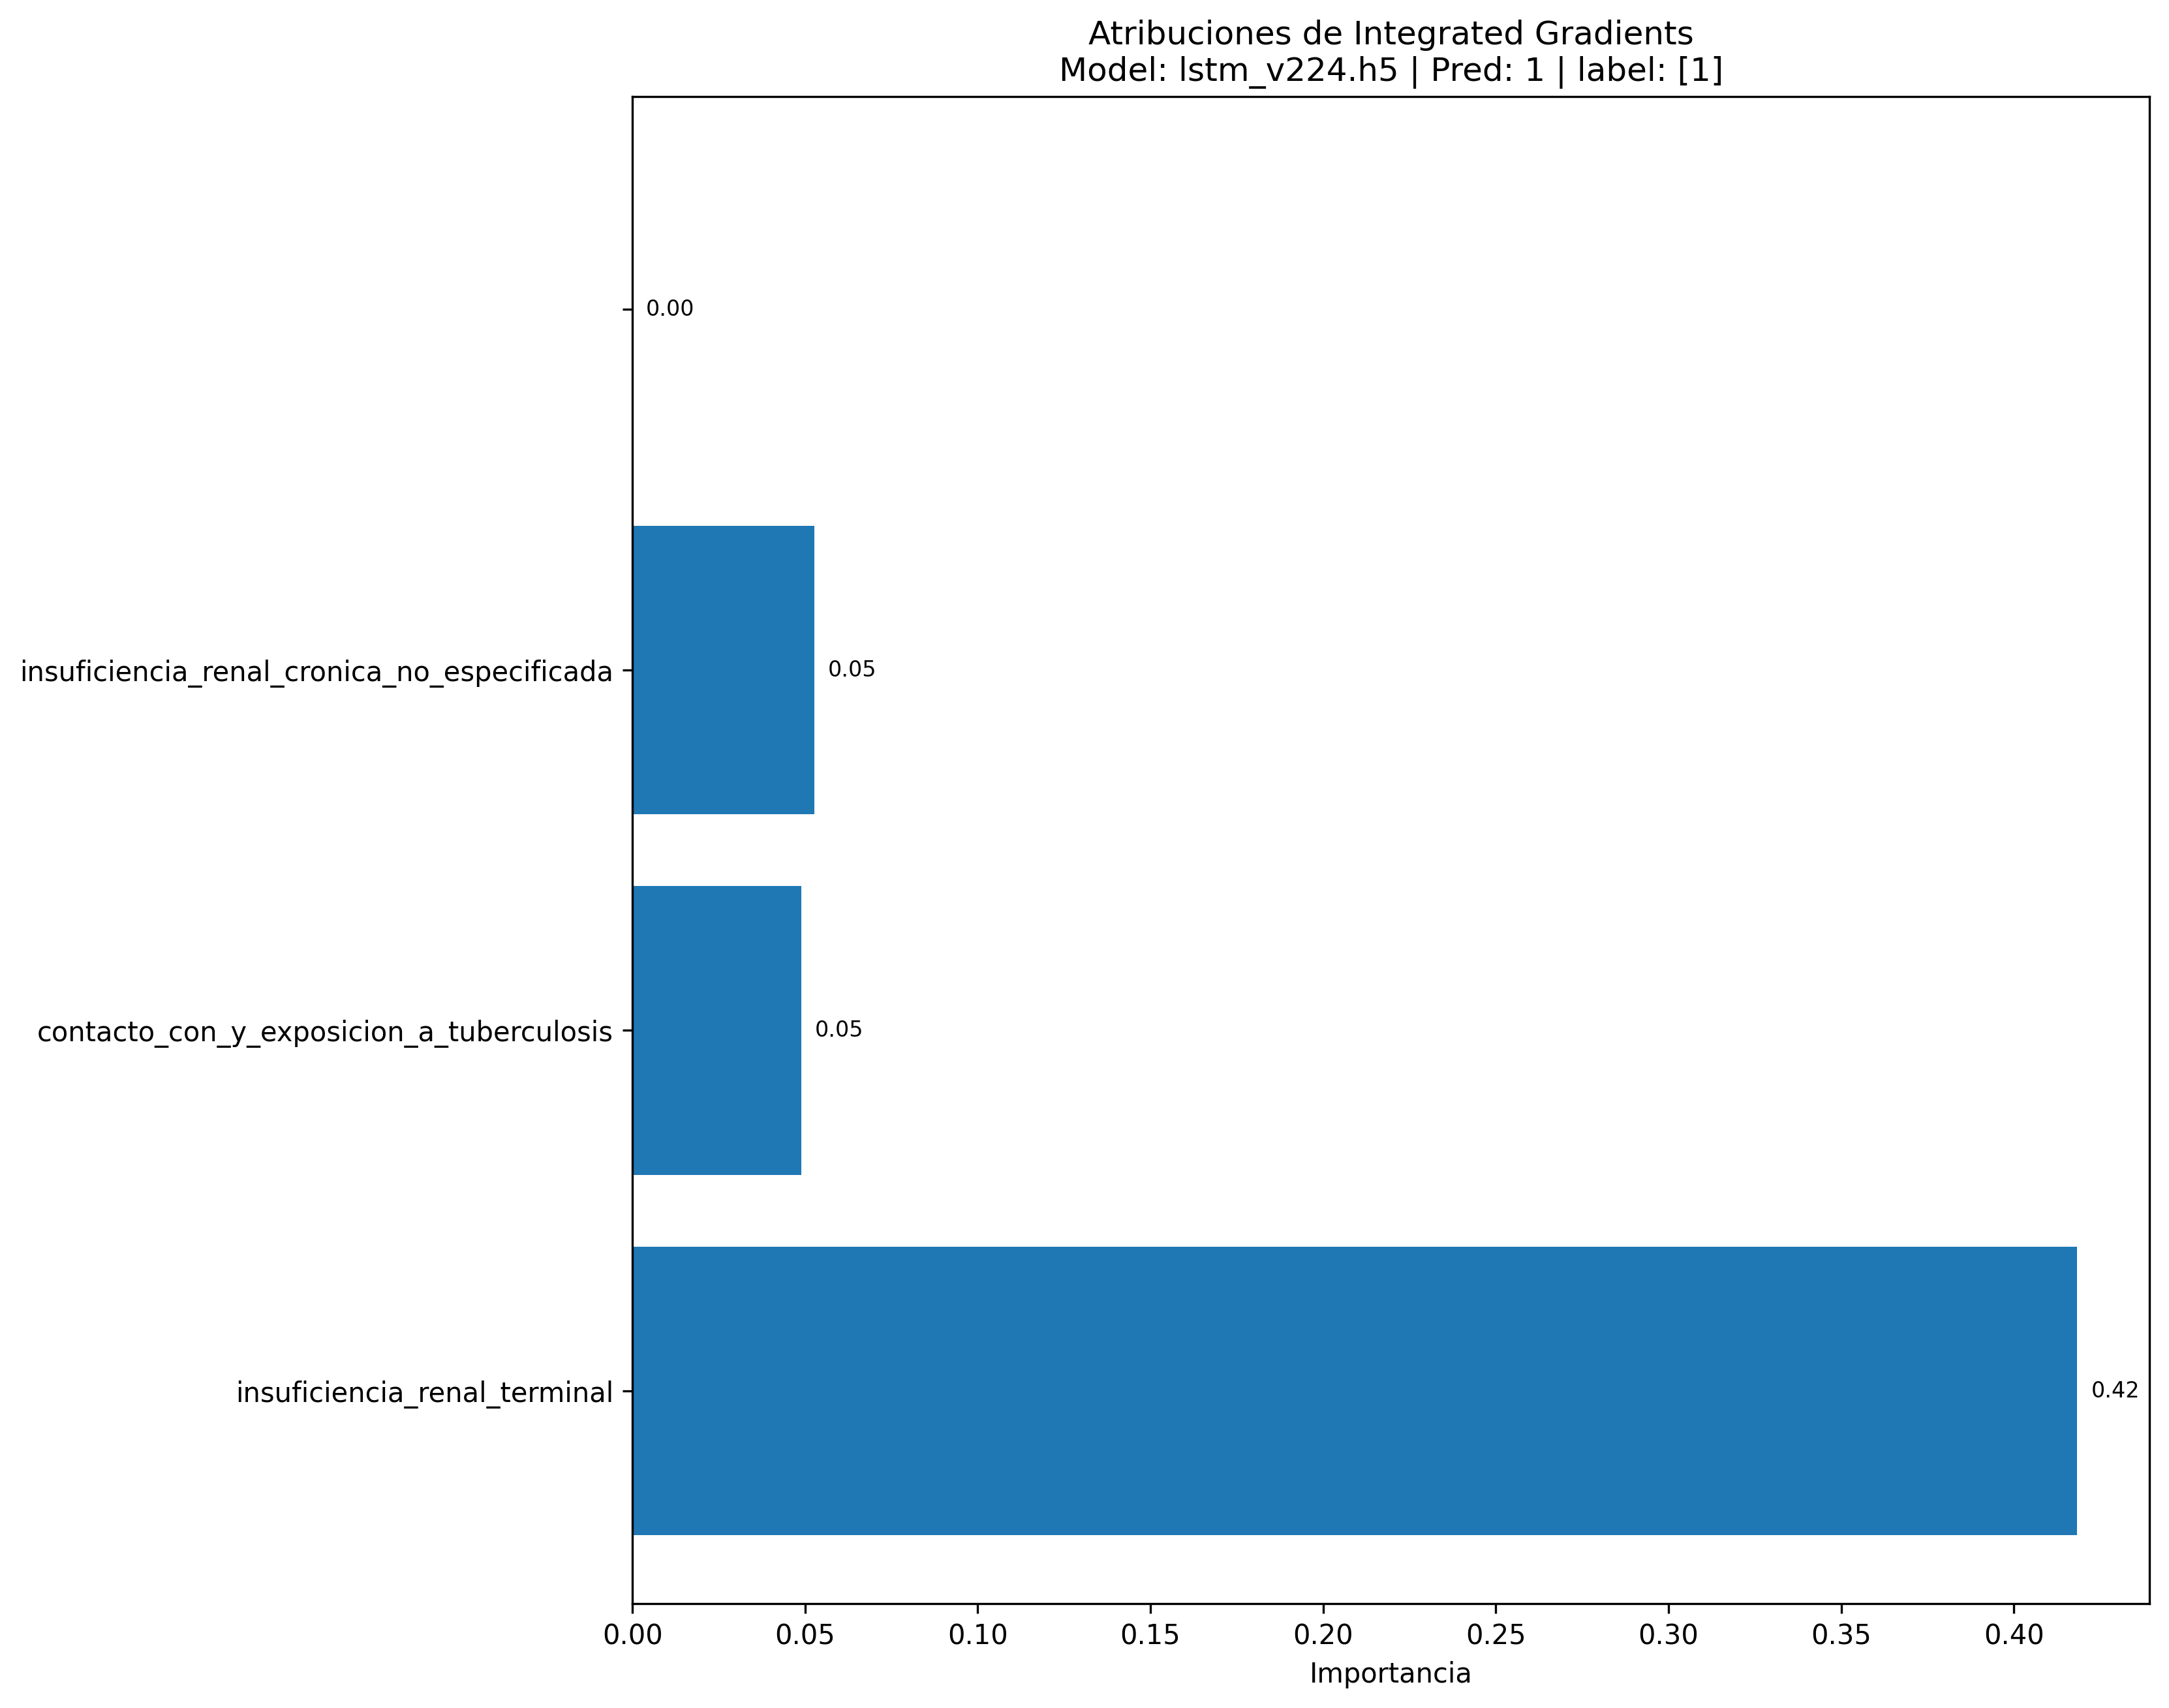 Atribuciones de Integrated Gradients
Model: lstm_v224.h5 | Pred: 1 | label: [1]
0.00
insuficiencia_renal_cronica_no_especificada
0.05
contacto_con_y_exposicion_a_tuberculosis
0.05
insuficiencia_renal_terminal
0.42
0.00 0.05 0.10 0.15 0.20 0.25 0.30 0.35 0.40
Importancia